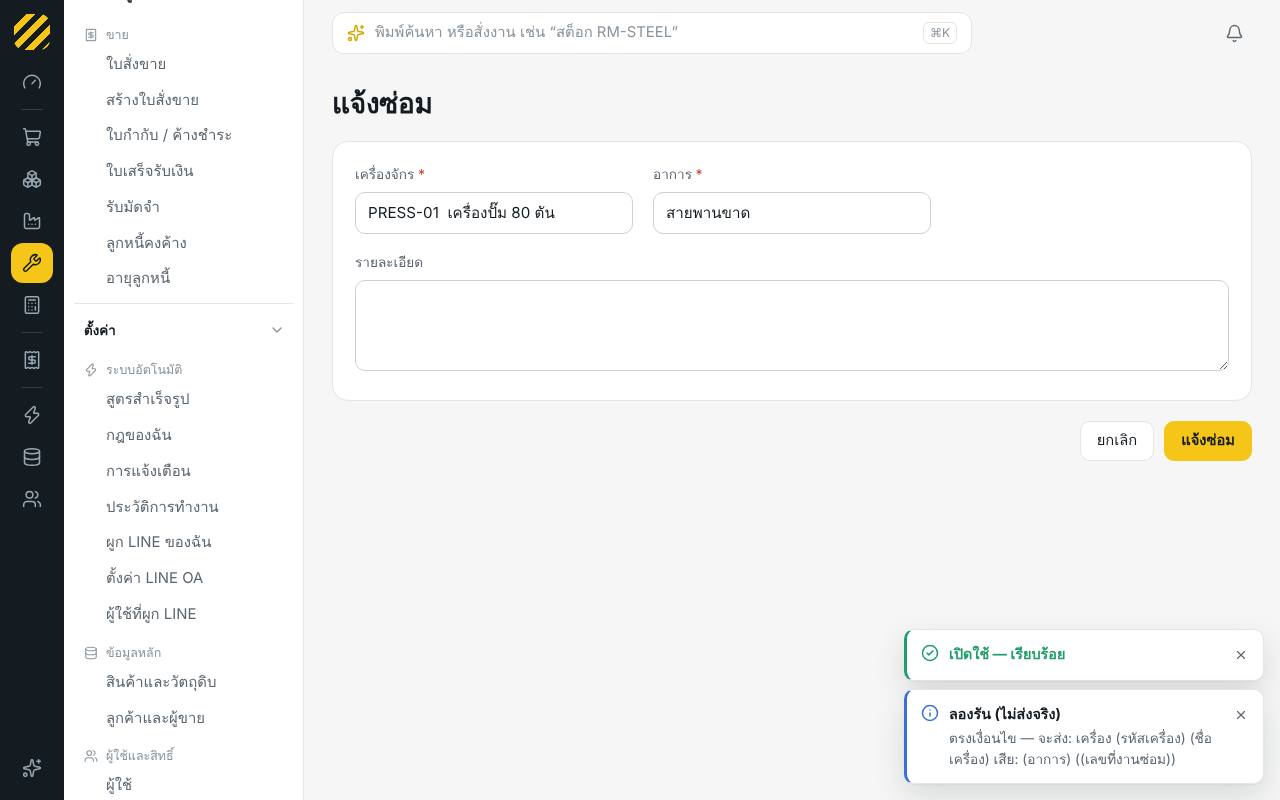 ขาย
ใบสั่งขาย
สร้างใบสั่งขาย
ใบกำกับ / ค้างชำระ
ใบเสร็จรับเงิน
รับมัดจำ
ลูกหนี้คงค้าง
อายุลูกหนี้
ตั้งค่า
ระบบอัตโนมัติ
สูตรสำเร็จรูป
กฎของฉัน
การแจ้งเตือน
ประวัติการทำงาน
ผูก LINE ของฉัน
ตั้งค่า LINE OA
ผู้ใช้ที่ผูก LINE
ข้อมูลหลัก
สินค้าและวัตถุดิบ
ลูกค้าและผู้ขาย
ผู้ใช้และสิทธิ์
ผู้ใช้
พิมพ์ค้นหา หรือสั่งงาน เช่น “สต็อก RM-STEEL”
⌘K
แจ้งซ่อม
เครื่องจักร *
อาการ *
PRESS-01 เครื่องปั๊ม 80 ตัน
สายพานขาด
รายละเอียด
ยกเลิก
แจ้งซ่อม
เปิดใช้ — เรียบร้อย
ลองรัน (ไม่ส่งจริง)
ตรงเงื่อนไข — จะส่ง: เครื่อง (รหัสเครื่อง) (ชื่อ
เครื่อง) เสีย: (อาการ) ((เลขที่งานซ่อม))